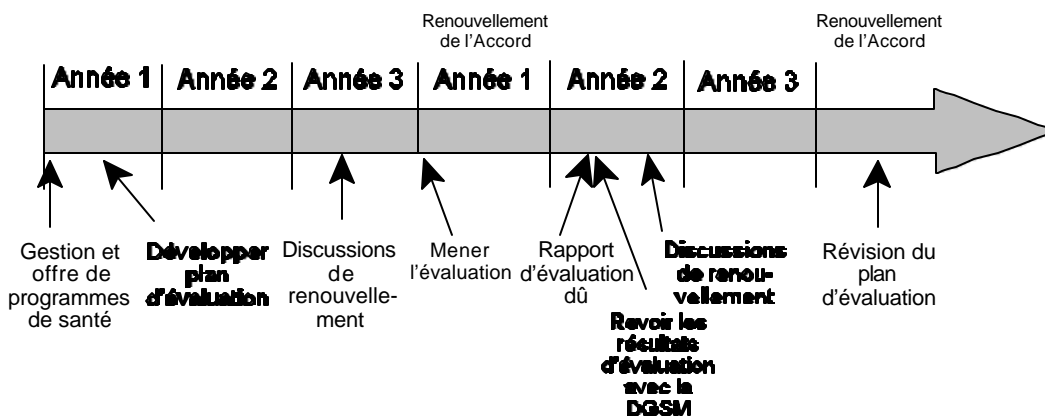 Renouvellement
de l'Accord
Renouvellement
de l'Accord
Année 1
Année 2
Année 3
Année 1
Année 2
Année 3
Gestion et
offre de
programmes
de santé
Développer
plan
d'évaluation
Discussions
de
renouvelle-
ment
Mener
l'évaluation
Rapport
d'évaluation
dû
Revoir les
résultats
d'évaluation
avec la
DGSM
Discussions
de renou-
vellement
Révision du
plan
d'évaluation